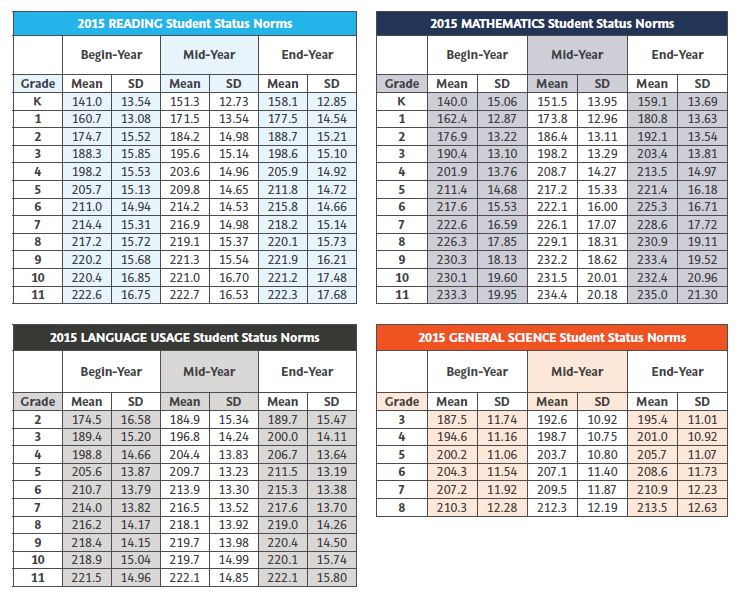 2015 READING Student Status Norms
Begin-Year Mid-Year End-Year
Grade Mean SD Mean SD Mean SD
K 141.0 13.54 151.3 12.73 158.1 12.85
1 160.7 13.08 171.5 13.54 177.5 14.54
2 174.7 15.52 184.2 14.98 188.7 15.21
3 188.3 15.85 195.6 15.14 198.6 15.10
4 198.2 15.53 203.6 14.96 205.9 14.92
5 205.7 15.13 209.8 14.65 211.8 14.72
6 211.0 14.94 214.2 14.53 215.8 14.66
7 214.4 15.31 216.9 14.98 218.2 15.14
8 217.2 15.72 219.1 15.37 220.1 15.73
9 220.2 15.68 221.3 15.54 221.9 16.21
10 220.4 16.85 221.0 16.70 221.2 17.48
11 222.6 16.75 222.7 16.53 222.3 17.68
2015 MATHEMATICS Student Status Norms
Begin-Year Mid-Year End-Year
Grade Mean SD Mean SD Mean SD
K 140.0 15.06 151.5 13.95 159.1 13.69
1 162.4 12.87 173.8 12.96 180.8 13.63
2 176.9 13.22 186.4 13.11 192.1 13.54
3 190.4 13.10 198.2 13.29 203.4 13.81
4 201.9 13.76 208.7 14.27 213.5 14.97
5 211.4 14.68 217.2 15.33 221.4 16.18
6 217.6 15.53 222.1 16.00 225.3 16.71
7 222.6 16.59 226.1 17.07 228.6 17.72
8 226.3 17.85 229.1 18.31 230.9 19.11
9 230.3 18.13 232.2 18.62 233.4 19.52
10 230.1 19.60 231.5 20.01 232.4 20.96
11 233.3 19.95 234.4 20.18 235.0 21.30
2015 LANGUAGE USAGE Student Status Norms
Begin-Year Mid-Year End-Year
Grade Mean SD Mean SD Mean SD
2 174.5 16.58 184.9 15.34 189.7 15.47
3 189.4 15.20 196.8 14.24 200.0 14.11
4 198.8 14.66 204.4 13.83 206.7 13.64
5 205.6 13.87 209.7 13.23 211.5 13.19
6 210.7 13.79 213.9 13.30 215.3 13.38
7 214.0 13.82 216.5 13.52 217.6 13.70
8 216.2 14.17 218.1 13.92 219.0 14.26
9 218.4 14.15 219.7 13.98 220.4 14.50
10 218.9 15.04 219.7 14.99 220.1 15.74
11 221.5 14.96 222.1 14.85 222.1 15.80
2015 GENERAL SCIENCE Student Status Norms
Begin-Year Mid-Year End-Year
Grade Mean SD Mean SD Mean SD
3 187.5 11.74 192.6 10.92 195.4 11.01
4 194.6 11.16 198.7 10.75 201.0 10.92
5 200.2 11.06 203.7 10.80 205.7 11.07
6 204.3 11.54 207.1 11.40 208.6 11.73
7 207.2 11.92 209.5 11.87 210.9 12.23
8 210.3 12.28 212.3 12.19 213.5 12.63